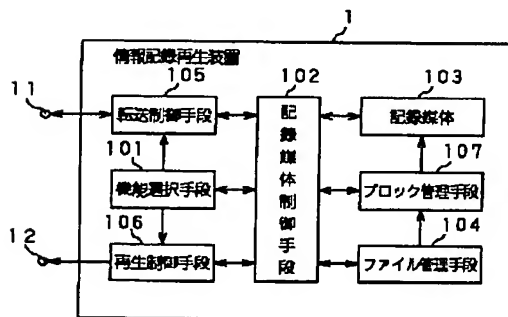 1
情報記録再生装置
105
102
103
11
転送制御手段
記録媒体制御手段
記録媒体
101
107
機能選択手段
ブロック管理手段
106
104
12
再生制御手段
ファイル管理手段